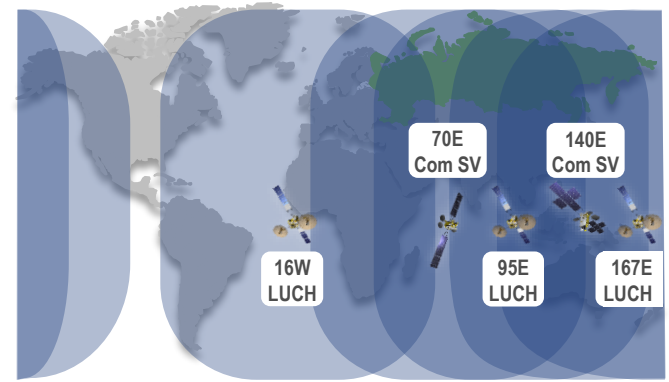 70E
Com SV
140E
Com SV
16W
LUCH
95E
LUCH
167E
LUCH